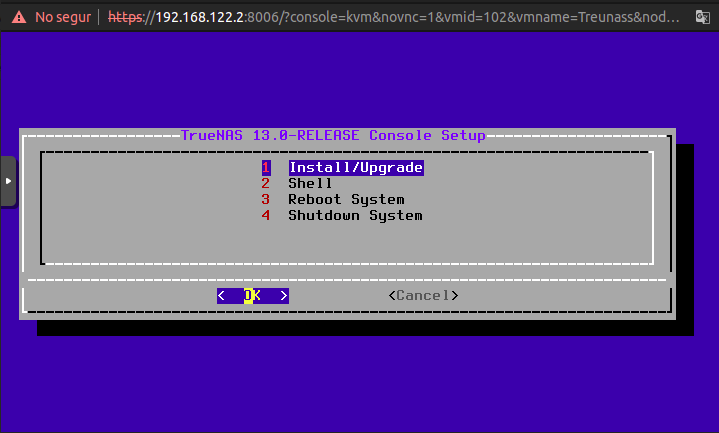 No segur https://192.168.122.2:8006/?console=kvm&novnc=1&vmid=102&vmname=Treunass&nod...
TrueNAS 13.0-RELEASE Console Setup
1 Install/Upgrade
2 Shell
3 Reboot System
4 Shutdown System
< OK > <Cancel>